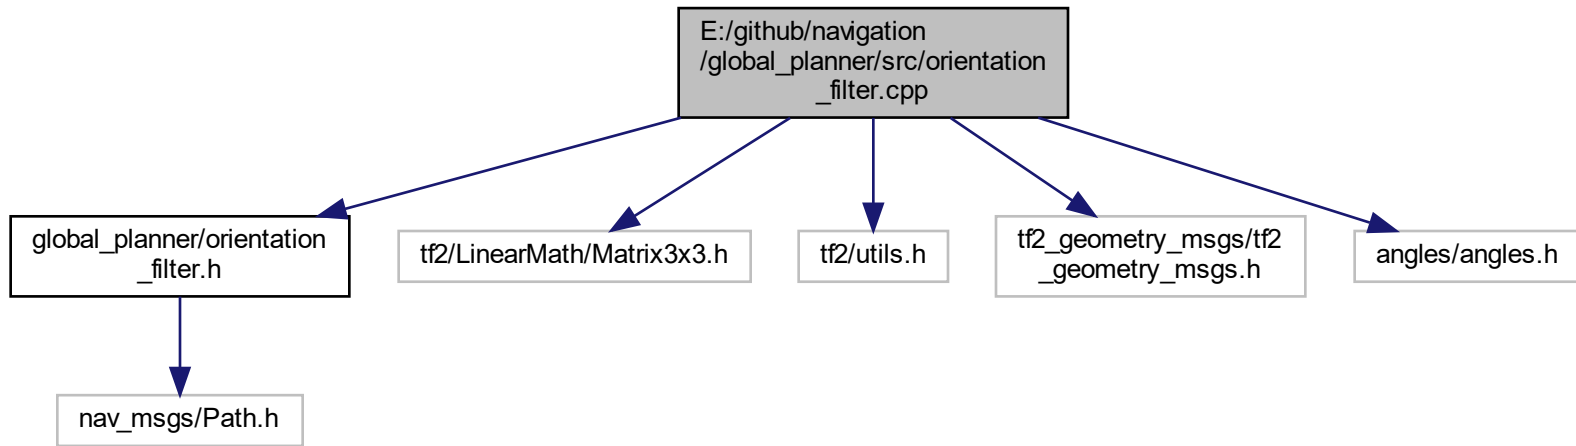 E:/github/navigation
/global_planner/src/orientation
_filter.cpp
global_planner/orientation
_filter.h
tf2/LinearMath/Matrix3x3.h
tf2/utils.h
tf2_geometry_msgs/tf2
_geometry_msgs.h
angles/angles.h
nav_msgs/Path.h